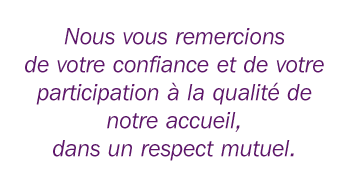 Nous vous remercions
de votre confiance et de votre
participation à la qualité de
notre accueil,
dans un respect mutuel.